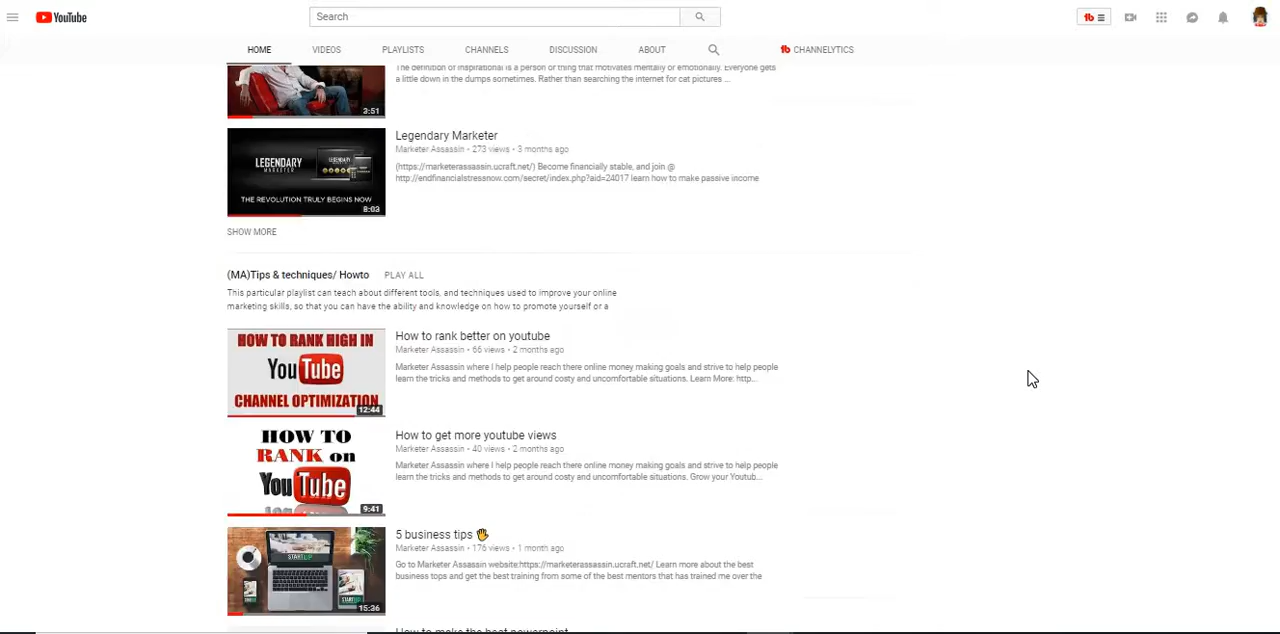 YouTube
Search
HOME VIDEOS PLAYLISTS CHANNELS DISCUSSION ABOUT CHANNELYTICS
The definition of inspirational is a person or thing that motivates mentally or emotionally. Everyone gets
a little down in the dumps sometimes. Rather than searching the internet for cat pictures ...
3:51
Legendary Marketer
Marketer Assassin • 273 views • 3 months ago
(https://marketerassassin.ucraft.net/) Become financially stable, and join @
http://endfinancialstressnow.com/secret/index.php?aid=24017 learn how to make passive income
LEGENDARY
MARKETER
THE REVOLUTION TRULY BEGINS NOW
8:03
SHOW MORE
(MA)Tips & techniques/ Howto PLAY ALL
This particular playlist can teach about different tools, and techniques used to improve your online
marketing skills, so that you can have the ability and knowledge on how to promote yourself or a
HOW TO RANK HIGH IN
YouTube
CHANNEL OPTIMIZATION
12:44
How to rank better on youtube
Marketer Assassin • 66 views • 2 months ago
Marketer Assassin where I help people reach there online money making goals and strive to help people
learn the tricks and methods to get around costy and uncomfortable situations. Learn More: http...
HOW TO
RANK on
YouTube
9:41
How to get more youtube views
Marketer Assassin • 40 views • 2 months ago
Marketer Assassin where I help people reach there online money making goals and strive to help people
learn the tricks and methods to get around costy and uncomfortable situations. Grow your Youtub...
STARTUP
15:36
5 business tips 🖐
Marketer Assassin • 176 views • 1 month ago
Go to Marketer Assassin website:https://marketerassassin.ucraft.net/ Learn more about the best
business tops and get the best training from some of the best mentors that has trained me over the
How to make the best powerpoint